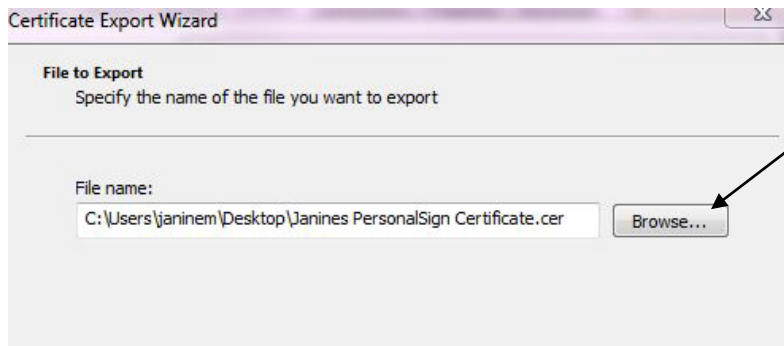 Certificate Export Wizard
File to Export
Specify the name of the file you want to export
File name:
C:\Users\janinem\Desktop\Janines PersonalSign Certificate.cer Browse...